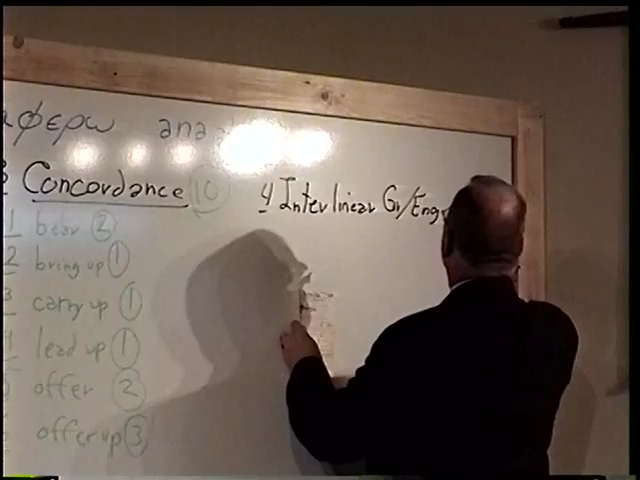 αφερω ana
Concordance 10 4 Interlinear Gr/Eng
1 bear 2
2 bring up 1
3 carry up 1
4 lead up 1
offer 2
offer up 3